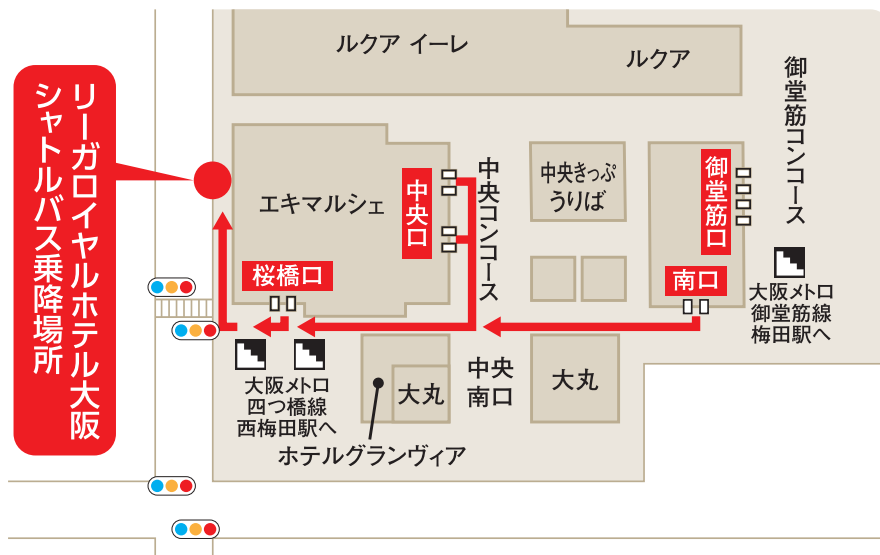 ルクア イーレ
ルクア
御堂筋コンコース
リーガロイヤルホテル大阪
シャトルバス乗降場所
エキマルシェ
中央口
中央コンコース
中央きっぷ
うりば
御堂筋口
桜橋口
南口
大阪メトロ
御堂筋線
梅田駅へ
大阪メトロ
四つ橋線
西梅田駅へ
大丸
中央
南口
大丸
ホテルグランヴィア